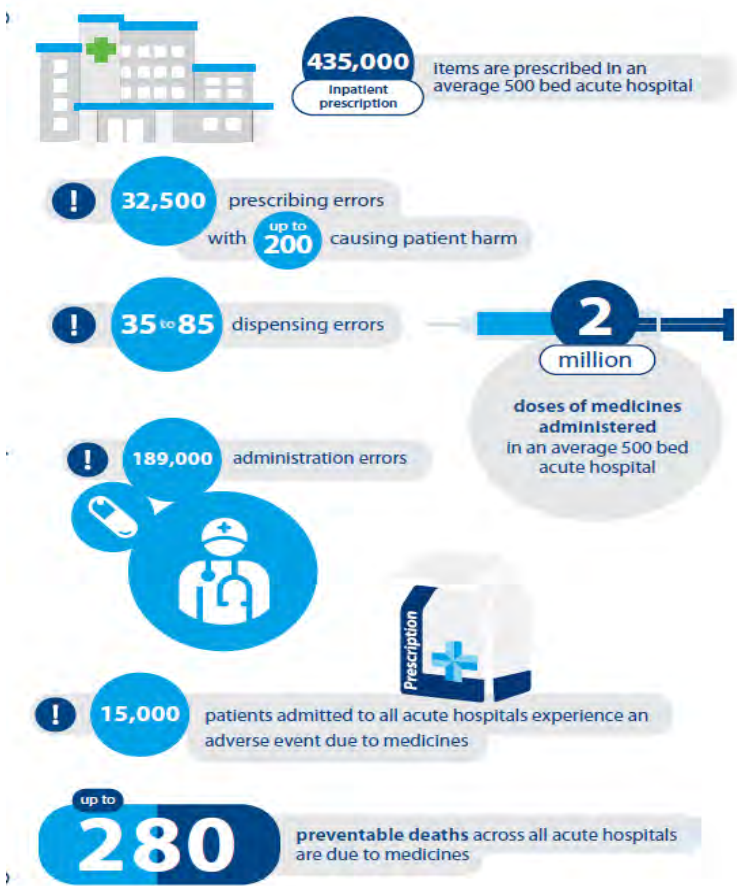 435,000
Inpatient
prescription
items are prescribed in an
average 500 bed acute hospital
! 32,500 prescribing errors
with up to 200 causing patient harm
! 35 to 85 dispensing errors
2
million
doses of medicines
administered
in an average 500 bed
acute hospital
! 189,000 administration errors
Prescription
! 15,000 patients admitted to all acute hospitals experience an
adverse event due to medicines
up to
280
preventable deaths across all acute hospitals
are due to medicines